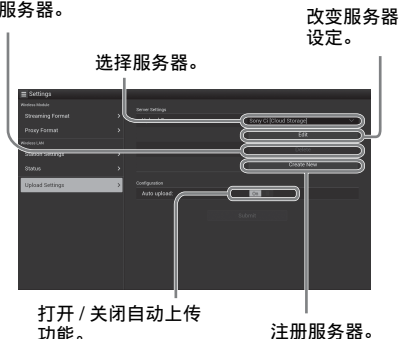 服务器。
改变服务器
设定。
选择服务器。
Settings
Wireless Module
Streaming Format
Proxy Format
Wireless LAN
Station Settings
Status
Upload Settings
Server Settings
Sony Ci [Cloud Storage]
Edit
Delete
Create New
Configuration
Auto upload:
On
Submit
打开 / 关闭自动上传
功能。
注册服务器。